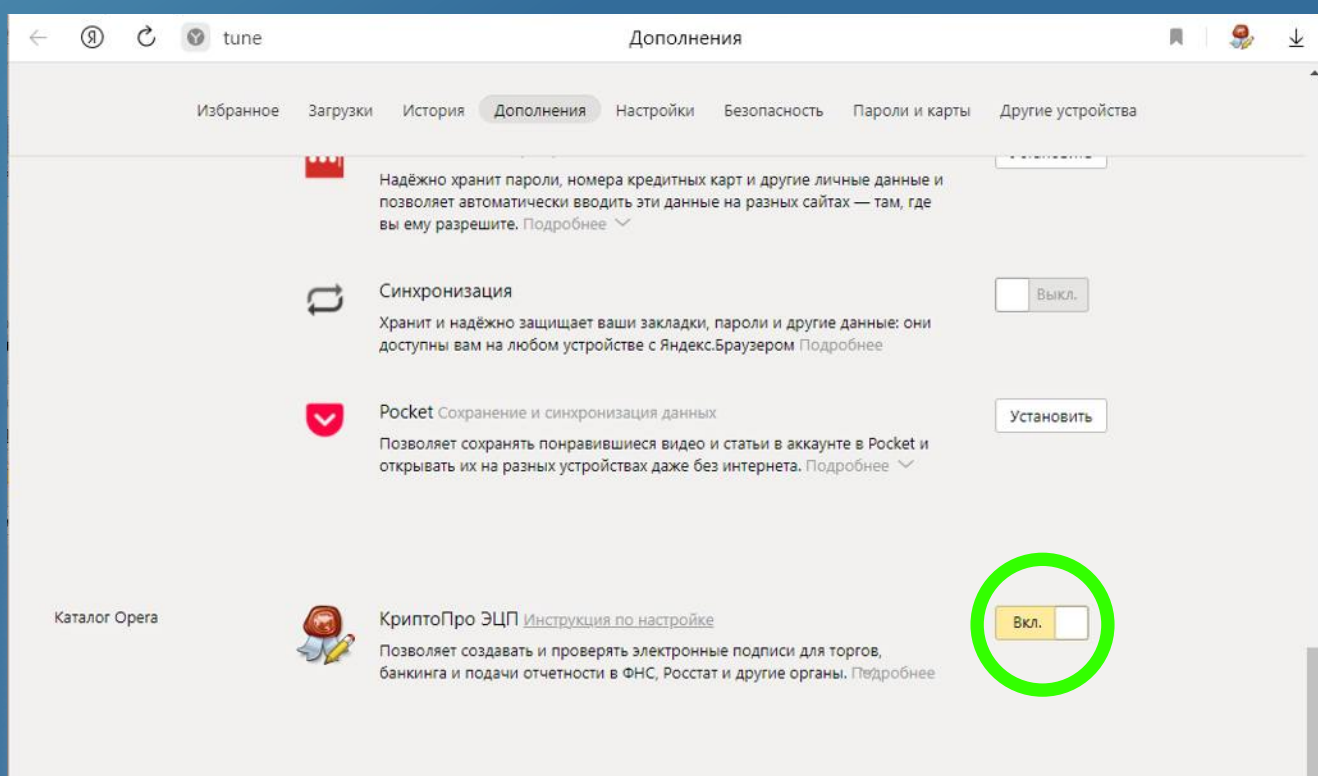 Я
tune
Дополнения
Избранное Загрузки История Дополнения Настройки Безопасность Пароли и карты Другие устройства
Надёжно хранит пароли, номера кредитных карт и другие личные данные и
позволяет автоматически вводить эти данные на разных сайтах — там, где
вы ему разрешите. Подробнее
Синхронизация
Выкл.
Хранит и надёжно защищает ваши закладки, пароли и другие данные: они
доступны вам на любом устройстве с Яндекс.Браузером Подробнее
Pocket Сохранение и синхронизация данных
Установить
Позволяет сохранять понравившиеся видео и статьи в аккаунте в Pocket и
открывать их на разных устройствах даже без интернета. Подробнее
Каталог Opera
КриптоПро ЭЦП Инструкция по настройке
Вкл.
Позволяет создавать и проверять электронные подписи для торгов,
банкинга и подачи отчетности в ФНС, Росстат и другие органы. Подробнее